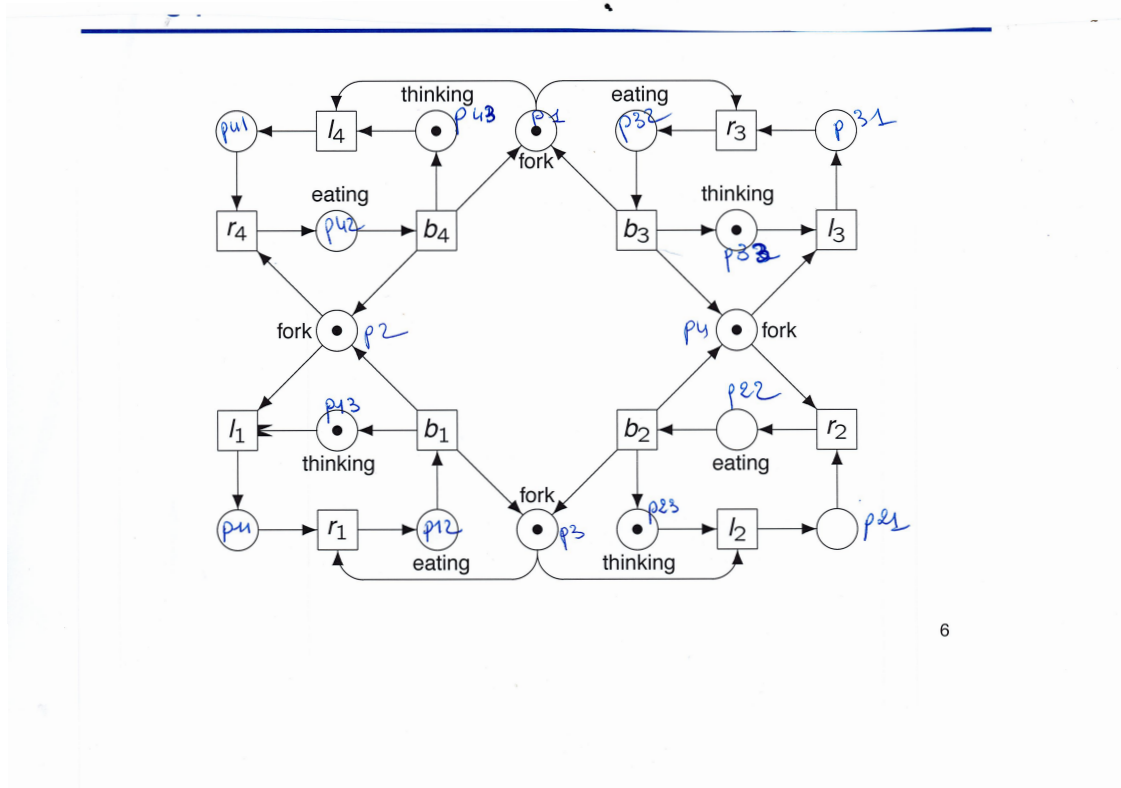 thinking
eating
p41
l4
p43
p1
p32
r3
p31
fork
eating
thinking
r4
p42
b4
b3
p33
l3
fork
p2
p4
fork
p13
p22
l1
b1
b2
r2
thinking
eating
fork
p11
r1
p12
p3
p23
l2
p21
eating
thinking
6